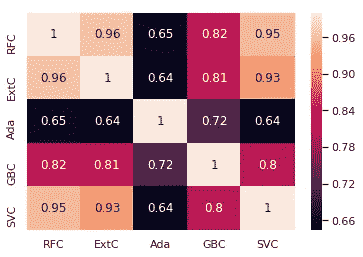 RFC 1 0.96 0.65 0.82 0.95
ExtC 0.96 1 0.64 0.81 0.93
Ada 0.65 0.64 1 0.72 0.64
GBC 0.82 0.81 0.72 1 0.8
SVC 0.95 0.93 0.64 0.8 1
RFC ExtC Ada GBC SVC
0.96
0.90
0.84
0.78
0.72
0.66